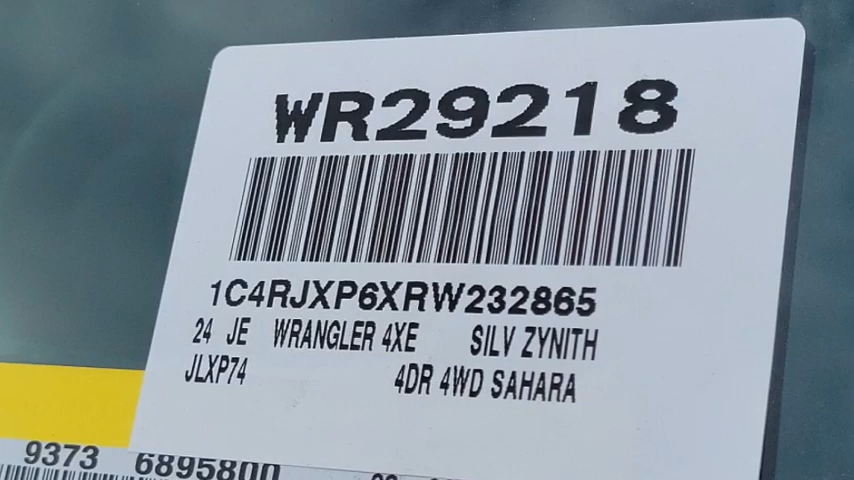 WR29218
1C4RJXP6XRW232865
24 JE WRANGLER 4XE SILV ZYNITH
JLXP74 4DR 4WD SAHARA
9373 6895800